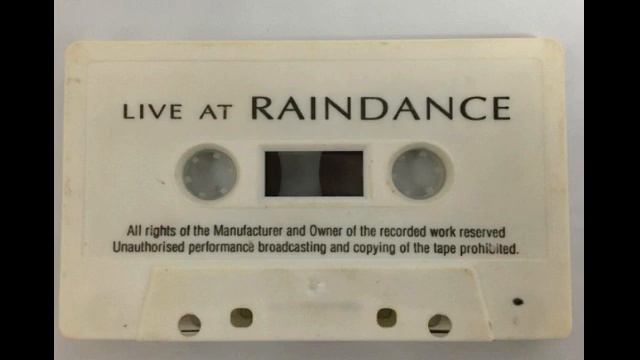 LIVE AT RAINDANCE
All rights of the Manufacturer and Owner of the recorded work reserved
Unauthorised performance broadcasting and copying of the tape prohibited.